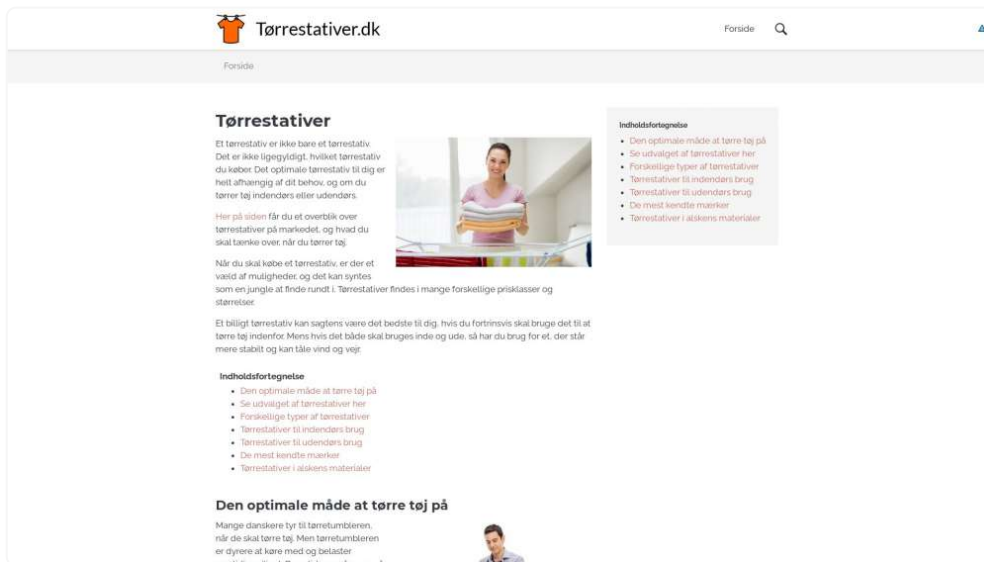 Tørrestativer.dk
Forside
Forside
Tørrestativer
Et tørrestativ er ikke bare et tørrestativ.
Det er ikke ligegyldigt, hvilket tørrestativ
du køber. Det optimale tørrestativ til dig er
helt afhængig af dit behov, og om du
tørrer tøj indendørs eller udendørs.
Her på siden får du et overblik over
tørrestativer på markedet, og hvad du
skal tænke over, når du tørrer tøj.
Når du skal købe et tørrestativ, er der et
væld af muligheder, og det kan syntes
som en jungle at finde rundt i. Tørrestativer findes i mange forskellige prisklasser og
størrelser.
Et billigt tørrestativ kan sagtens være det bedste til dig, hvis du fortrinsvis skal bruge det til at
tørre tøj indenfor. Mens hvis det både skal bruges inde og ude, så har du brug for et, der står
mere stabilt og kan tåle vind og vejr.
Indholdsfortegnelse
Den optimale måde at tørre tøj på
Se udvalget af tørrestativer her
Forskellige typer af tørrestativer
Tørrestativer til indendørs brug
Tørrestativer til udendørs brug
De mest kendte mærker
Tørrestativer i alskens materialer
Den optimale måde at tørre tøj på
Mange danskere tyr til tørretumbleren,
når de skal tørre tøj. Men tørretumbleren
er dyrere at køre med og belaster
Indholdsfortegnelse
Den optimale måde at tørre tøj på
Se udvalget af tørrestativer her
Forskellige typer af tørrestativer
Tørrestativer til indendørs brug
Tørrestativer til udendørs brug
De mest kendte mærker
Tørrestativer i alskens materialer